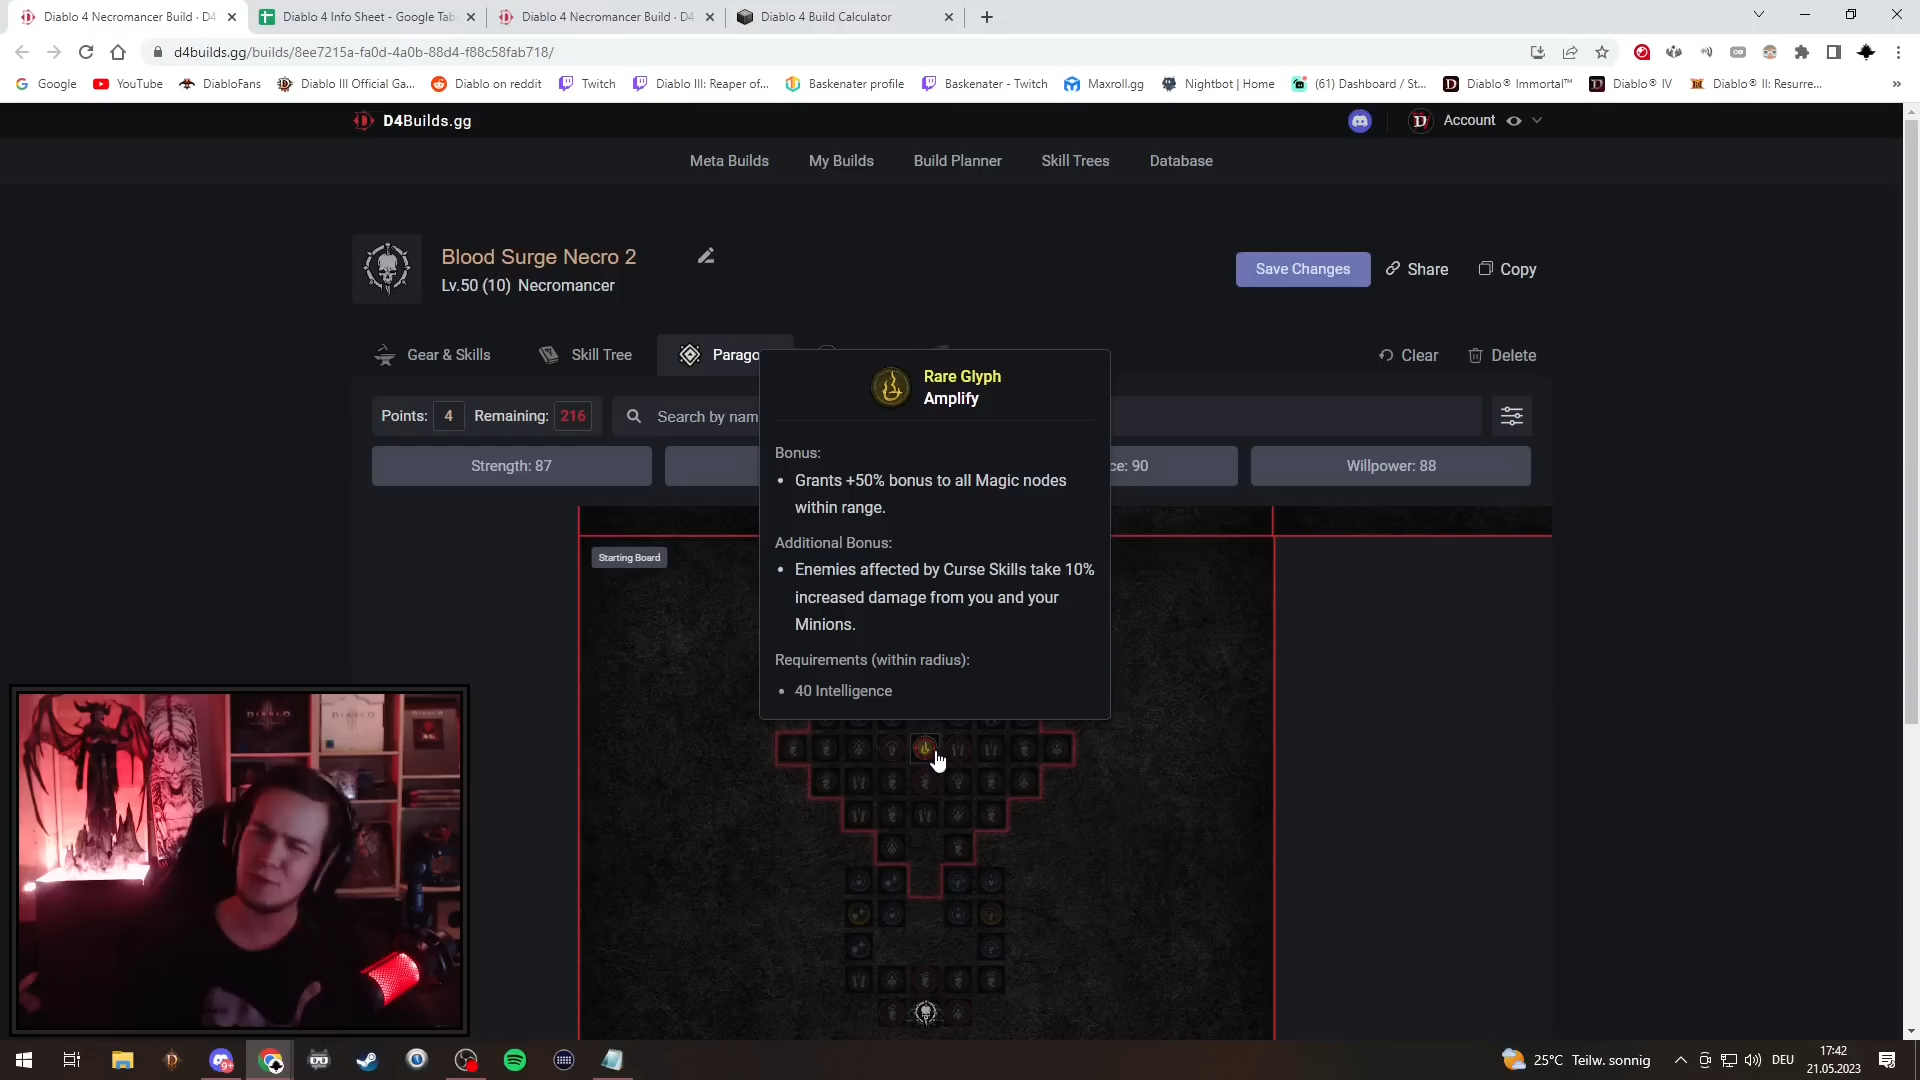 Diablo 4 Necromancer Build · D4
Diablo 4 Info Sheet - Google Tab
Diablo 4 Necromancer Build · D4
Diablo 4 Build Calculator
d4builds.gg/builds/8ee7215a-fa0d-4a0b-88d4-f88c58fab718/
Google
YouTube
DiabloFans
Diablo III Official Ga...
Diablo on reddit
Twitch
Diablo III: Reaper of...
Baskenater profile
Baskenater - Twitch
Maxroll.gg
Nightbot | Home
(61) Dashboard / St...
Diablo® Immortal™
Diablo® IV
Diablo® II: Resurre...
D4Builds.gg
Account
Meta Builds
My Builds
Build Planner
Skill Trees
Database
Blood Surge Necro 2
Lv.50 (10) Necromancer
Save Changes
Share
Copy
Gear & Skills
Skill Tree
Parago
Clear
Delete
Points: 4 Remaining: 216
Search by nam
Strength: 87
ce: 90
Willpower: 88
Rare Glyph
Amplify
Bonus:
• Grants +50% bonus to all Magic nodes
within range.
Additional Bonus:
• Enemies affected by Curse Skills take 10%
increased damage from you and your
Minions.
Requirements (within radius):
• 40 Intelligence
Starting Board
DIABLO
9+
25°C Teilw. sonnig
DEU
17:42
21.05.2023